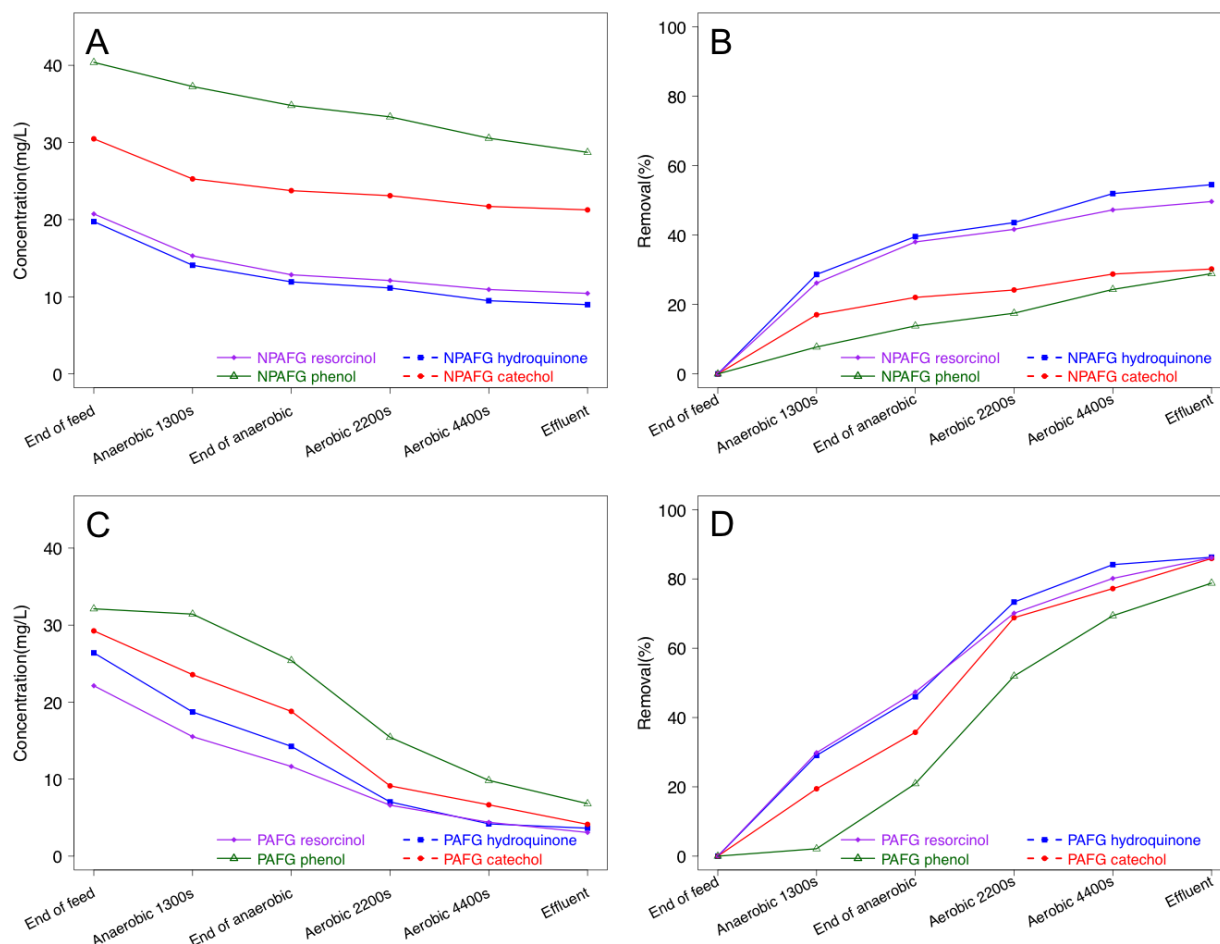 A
Concentration(mg/L)
40
30
20
10
0
NPAFG resorcinol NPAFG hydroquinone
NPAFG phenol NPAFG catechol
End of feed
Anaerobic 1300s
End of anaerobic
Aerobic 2200s
Aerobic 4400s
Effluent
B
Removal(%)
100
80
60
40
20
0
NPAFG resorcinol NPAFG hydroquinone
NPAFG phenol NPAFG catechol
End of feed
Anaerobic 1300s
End of anaerobic
Aerobic 2200s
Aerobic 4400s
Effluent
C
Concentration(mg/L)
40
30
20
10
0
PAFG resorcinol PAFG hydroquinone
PAFG phenol PAFG catechol
End of feed
Anaerobic 1300s
End of anaerobic
Aerobic 2200s
Aerobic 4400s
Effluent
D
Removal(%)
100
80
60
40
20
0
PAFG resorcinol PAFG hydroquinone
PAFG phenol PAFG catechol
End of feed
Anaerobic 1300s
End of anaerobic
Aerobic 2200s
Aerobic 4400s
Effluent